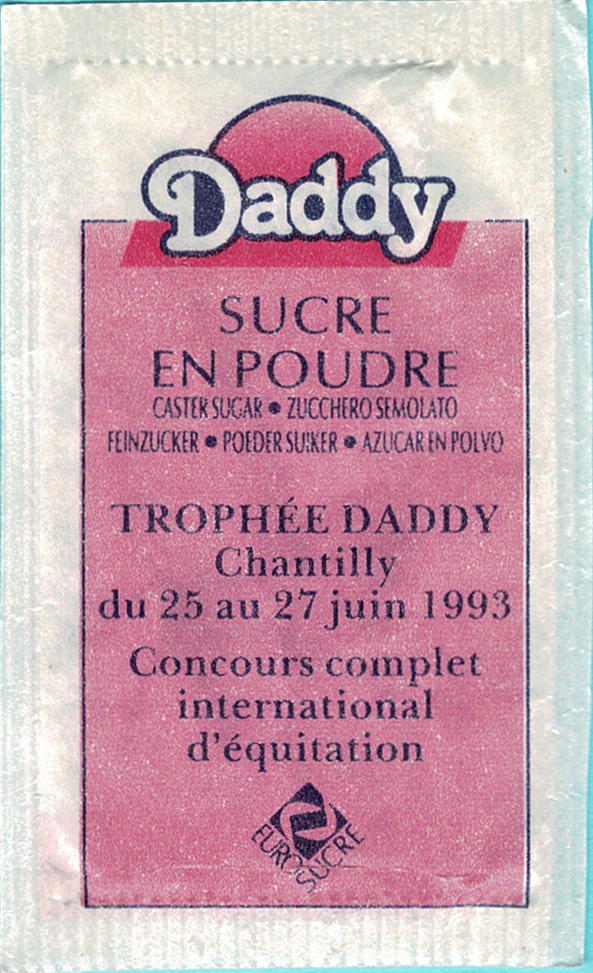 Daddy
SUCRE
EN POUDRE
CASTER SUGAR • ZUCCHERO SEMOLATO
FEINZUCKER • POEDER SUIKER • AZUCAR EN POLVO
TROPHÉE DADDY
Chantilly
du 25 au 27 juin 1993
Concours complet
international
d'équitation
EURO SUCRE